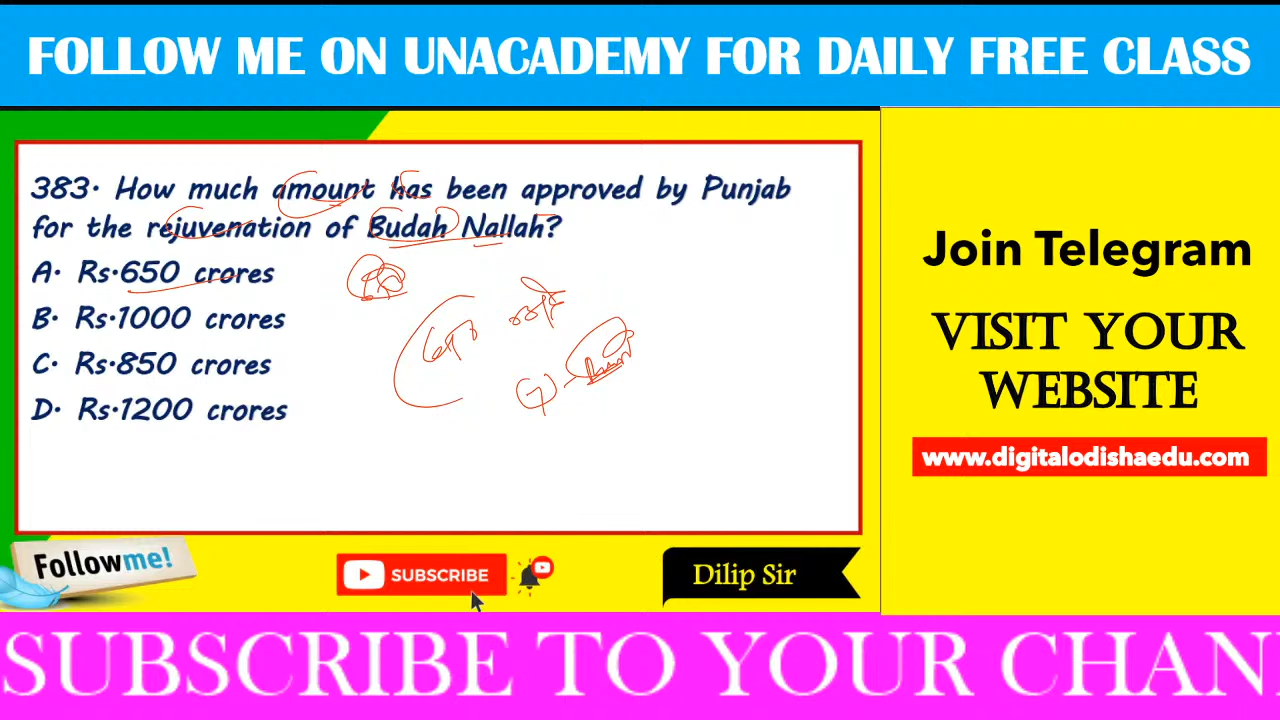 FOLLOW ME ON UNACADEMY FOR DAILY FREE CLASS
383. How much amount has been approved by Punjab
for the rejuvenation of Budah Nallah?
A. Rs.650 crores
B. Rs.1000 crores
C. Rs.850 crores
D. Rs.1200 crores
Join Telegram
VISIT YOUR
WEBSITE
www.digitalodishaedu.com
Followme!
SUBSCRIBE
Dilip Sir
SUBSCRIBE TO YOUR CHAN